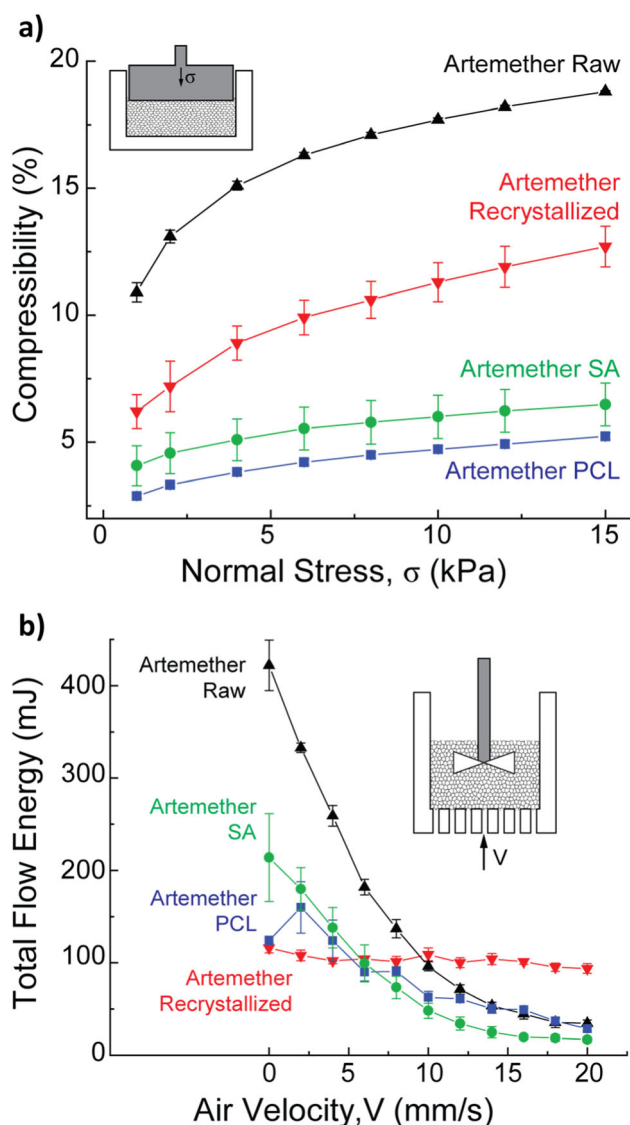 a)
σ
20
15
10
5
Compressibility (%)
Artemether Raw
Artemether
Recrystallized
Artemether SA
Artemether PCL
0
5
10
15
Normal Stress, σ (kPa)
b)
400
300
200
100
0
Total Flow Energy (mJ)
Artemether
Raw
Artemether
SA
Artemether
PCL
Artemether
Recrystallized
V
0
5
10
15
20
Air Velocity,V (mm/s)